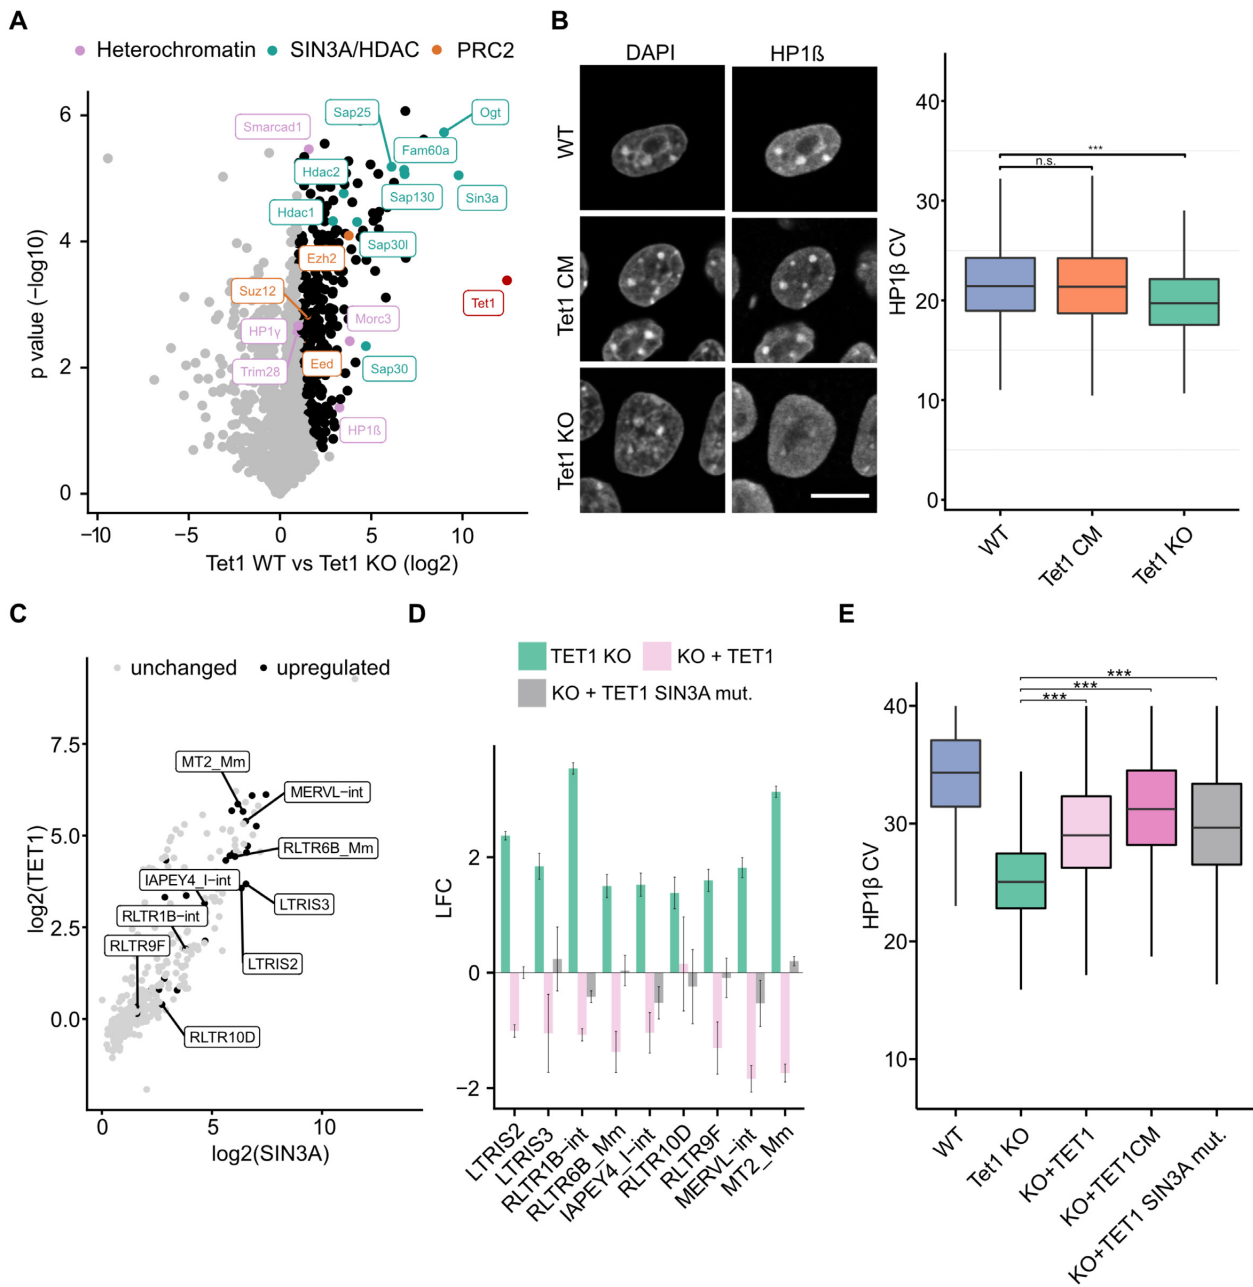 A
Heterochromatin
SIN3A/HDAC
PRC2
6
4
2
0
p value (−log10)
Smarcad1
Sap25
Ogt
Fam60a
Hdac2
Sap130
Sin3a
Hdac1
Sap30l
Ezh2
Suz12
Tet1
HP1γ
Morc3
Trim28
Eed
Sap30
HP1ß
−10
−5
0
5
10
Tet1 WT vs Tet1 KO (log2)
B
DAPI
HP1ß
WT
Tet1 CM
Tet1 KO
***
n.s.
HP1β CV
40
30
20
10
0
WT
Tet1 CM
Tet1 KO
C
unchanged
upregulated
log2(TET1)
7.5
5.0
2.5
0.0
MT2_Mm
MERVL−int
RLTR6B_Mm
IAPEY4_I−int
LTRIS3
RLTR1B−int
RLTR9F
LTRIS2
RLTR10D
0
5
10
log2(SIN3A)
D
TET1 KO
KO + TET1
KO + TET1 SIN3A mut.
LFC
2
0
−2
LTRIS2
LTRIS3
RLTR1B−int
RLTR6B_Mm
IAPEY4_I−int
RLTR10D
RLTR9F
MERVL−int
MT2_Mm
E
***
***
***
HP1β CV
40
30
20
10
WT
Tet1 KO
KO+TET1
KO+TET1CM
KO+TET1 SIN3A mut.